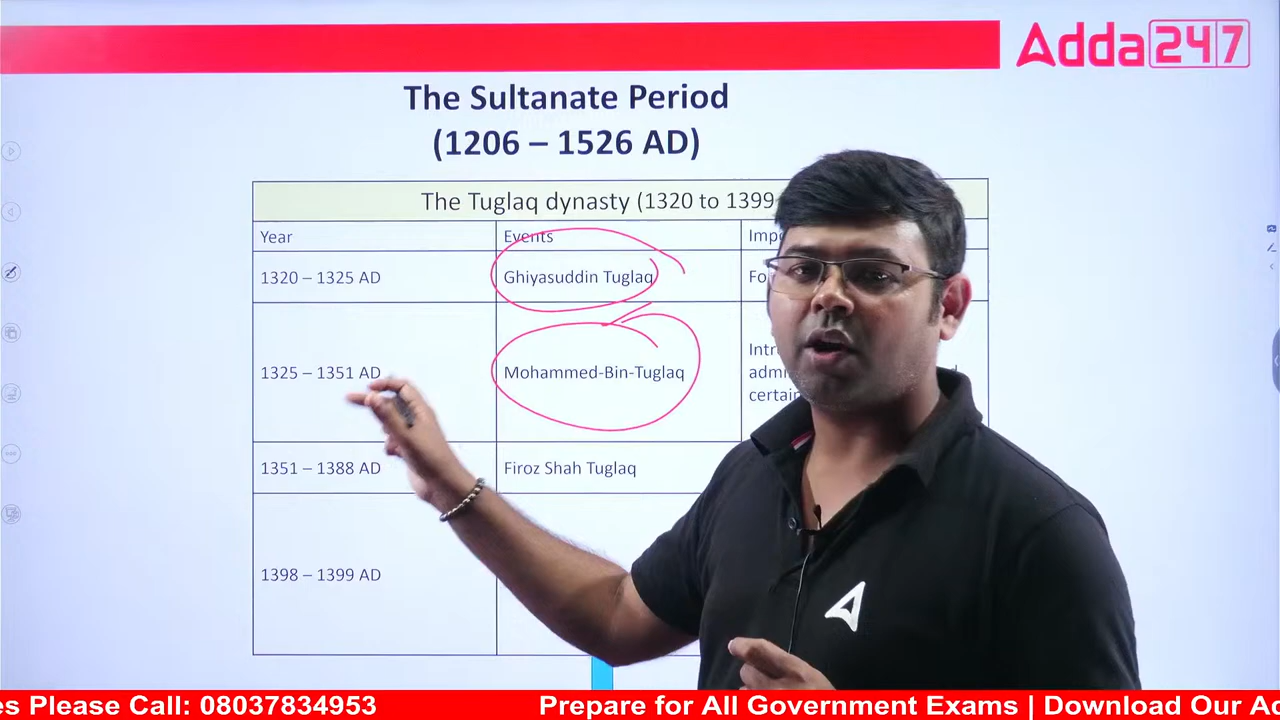 Adda247
The Sultanate Period
(1206 – 1526 AD)
The Tuglaq dynasty (1320 to 1399
Year
Events
1320 – 1325 AD
Ghiyasuddin Tuglaq
1325 – 1351 AD
Mohammed-Bin-Tuglaq
1351 – 1388 AD
Firoz Shah Tuglaq
1398 – 1399 AD
Please Call: 08037834953
Prepare for All Government Exams | Download Our